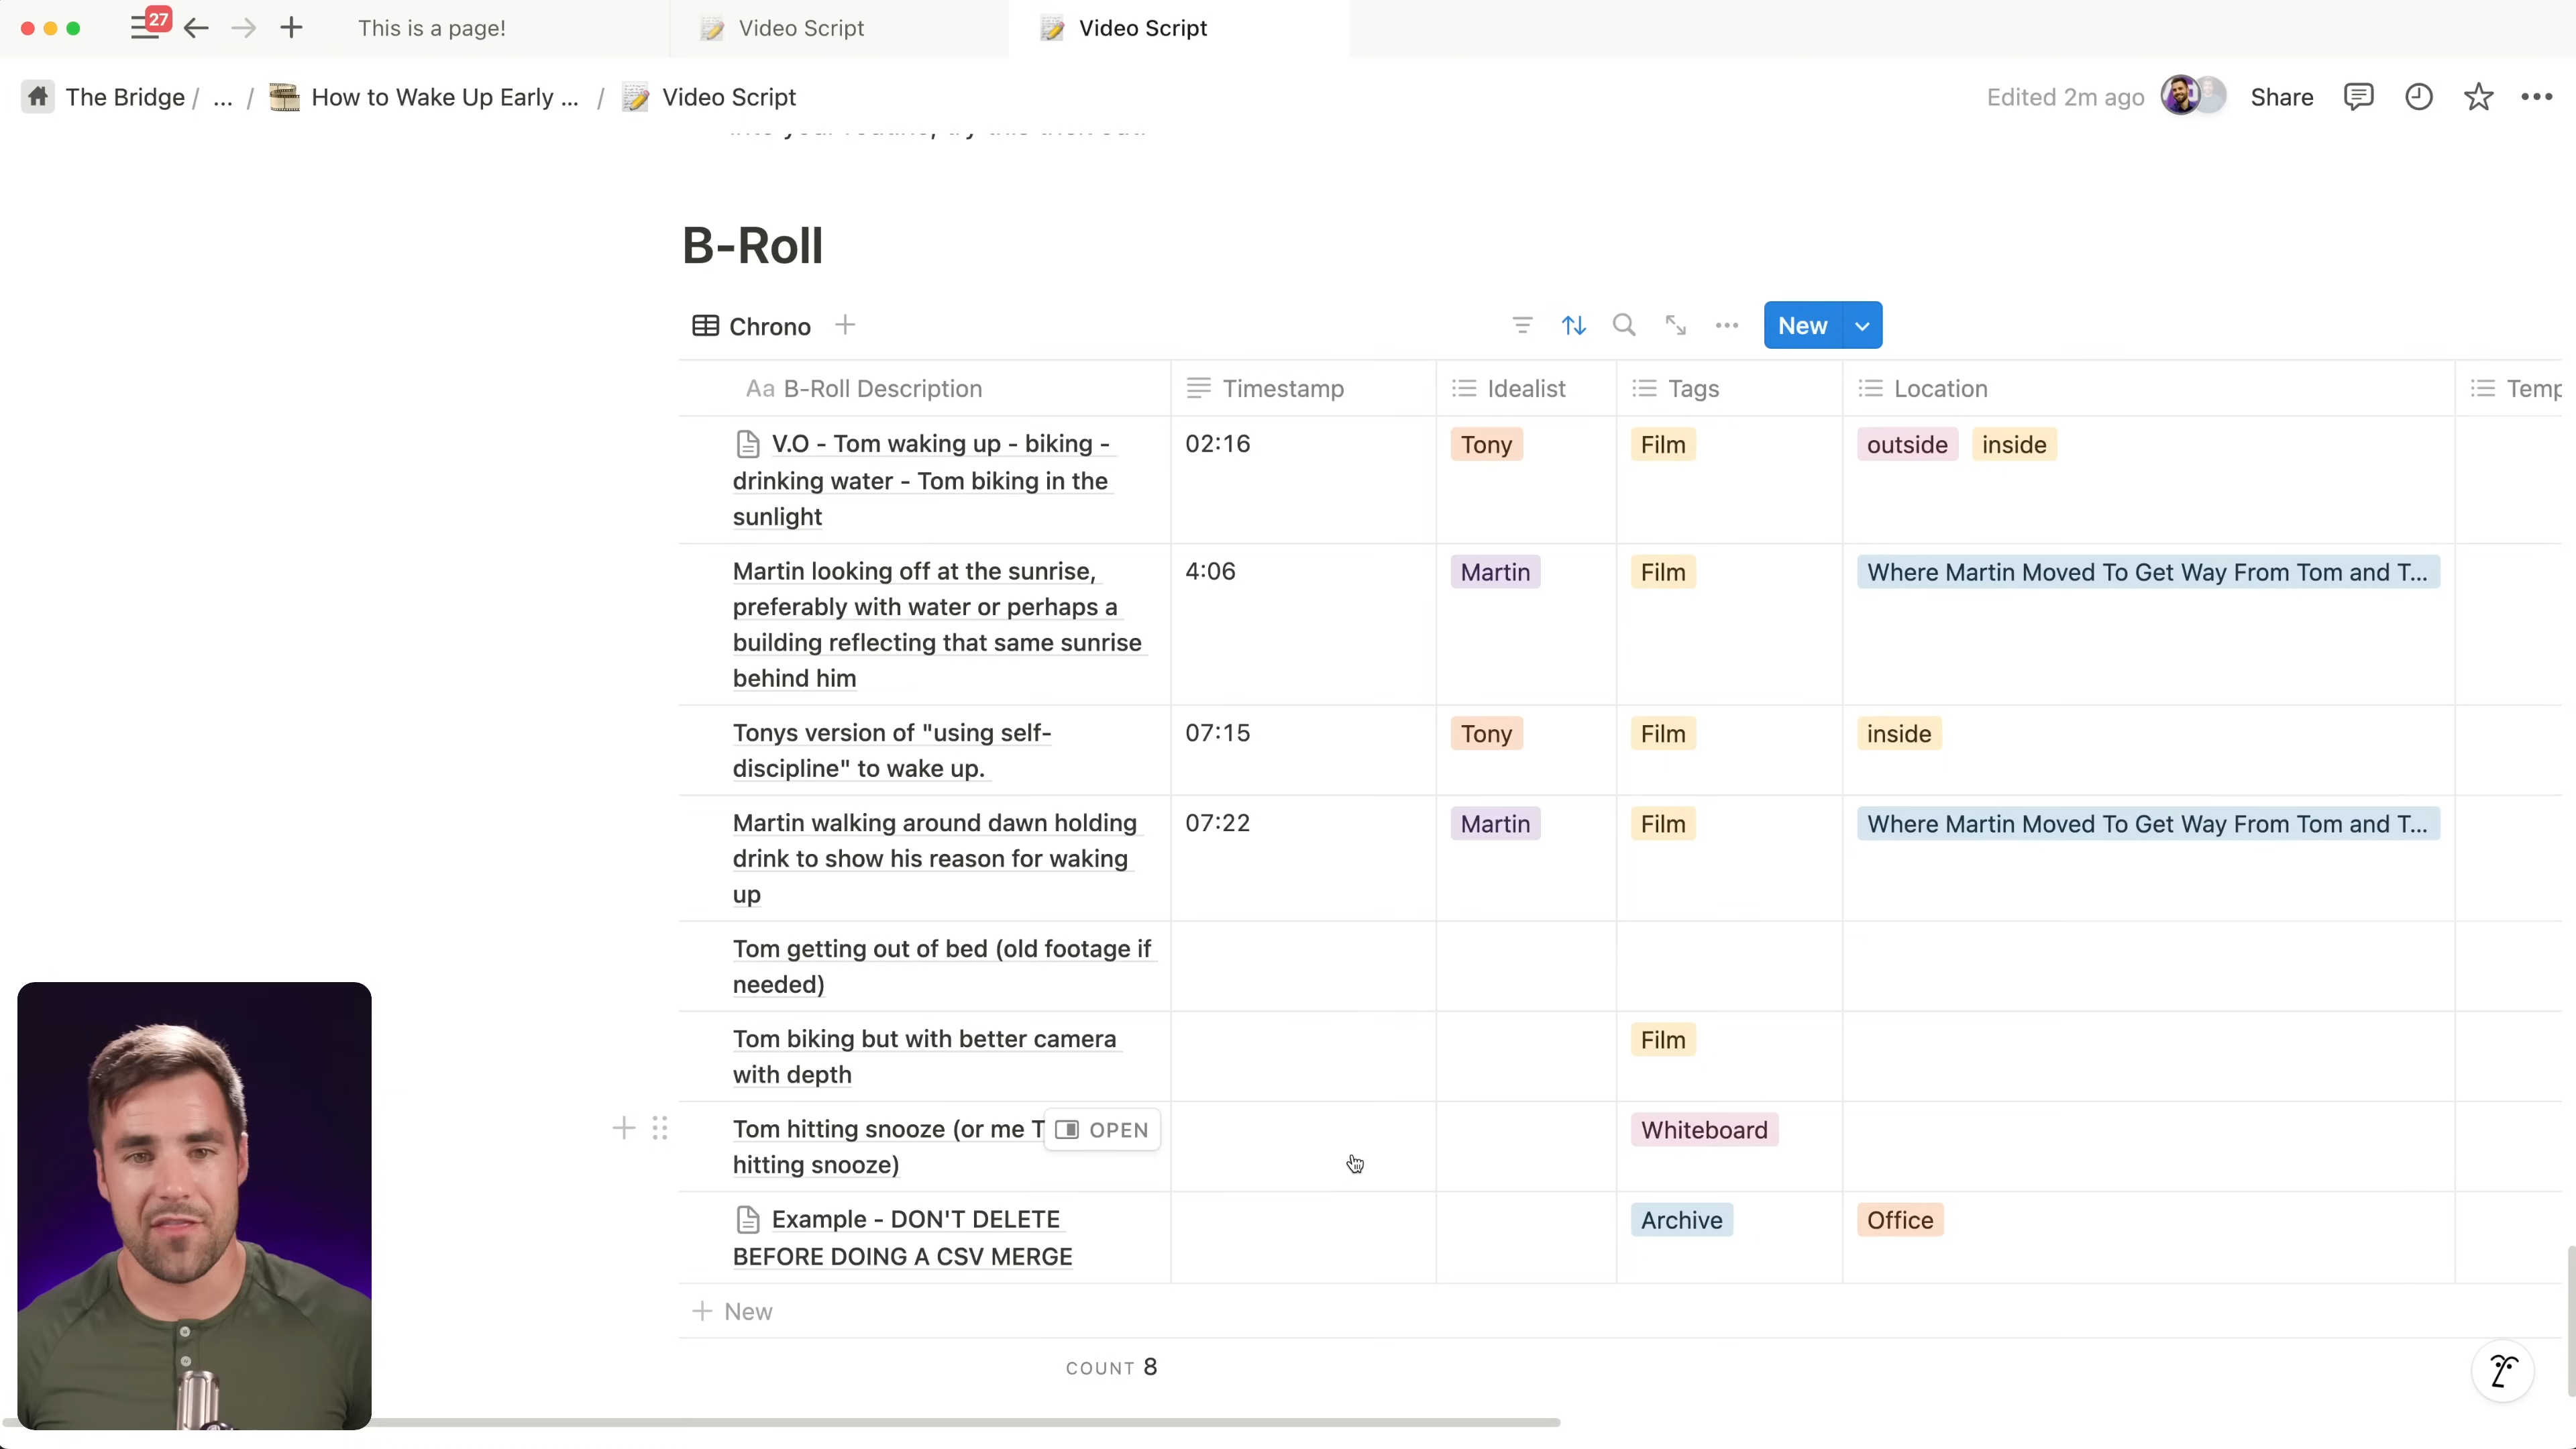 27
This is a page!
Video Script
Video Script
The Bridge / ... / How to Wake Up Early ... / Video Script
Edited 2m ago
Share
B-Roll
Chrono
New
Aa B-Roll Description
Timestamp
Idealist
Tags
Location
Temp
V.O - Tom waking up - biking -
drinking water - Tom biking in the
sunlight
02:16
Tony
Film
outside inside
Martin looking off at the sunrise,
preferably with water or perhaps a
building reflecting that same sunrise
behind him
4:06
Martin
Film
Where Martin Moved To Get Way From Tom and T...
Tonys version of "using self-
discipline" to wake up.
07:15
Tony
Film
inside
Martin walking around dawn holding
drink to show his reason for waking
up
07:22
Martin
Film
Where Martin Moved To Get Way From Tom and T...
Tom getting out of bed (old footage if
needed)
Tom biking but with better camera
with depth
Film
Tom hitting snooze (or me T
hitting snooze)
OPEN
Whiteboard
Example - DON'T DELETE
BEFORE DOING A CSV MERGE
Archive
Office
+ New
COUNT 8